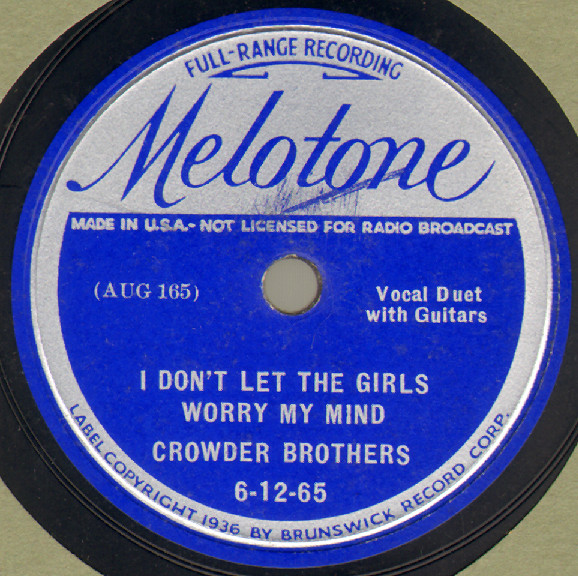 FULL-RANGE RECORDING
Melotone
MADE IN U.S.A.- NOT LICENSED FOR RADIO BROADCAST
(AUG 165)
Vocal Duet
with Guitars
I DON'T LET THE GIRLS
WORRY MY MIND
CROWDER BROTHERS
6-12-65
LABEL COPYRIGHT 1936 BY BRUNSWICK RECORD CORP.